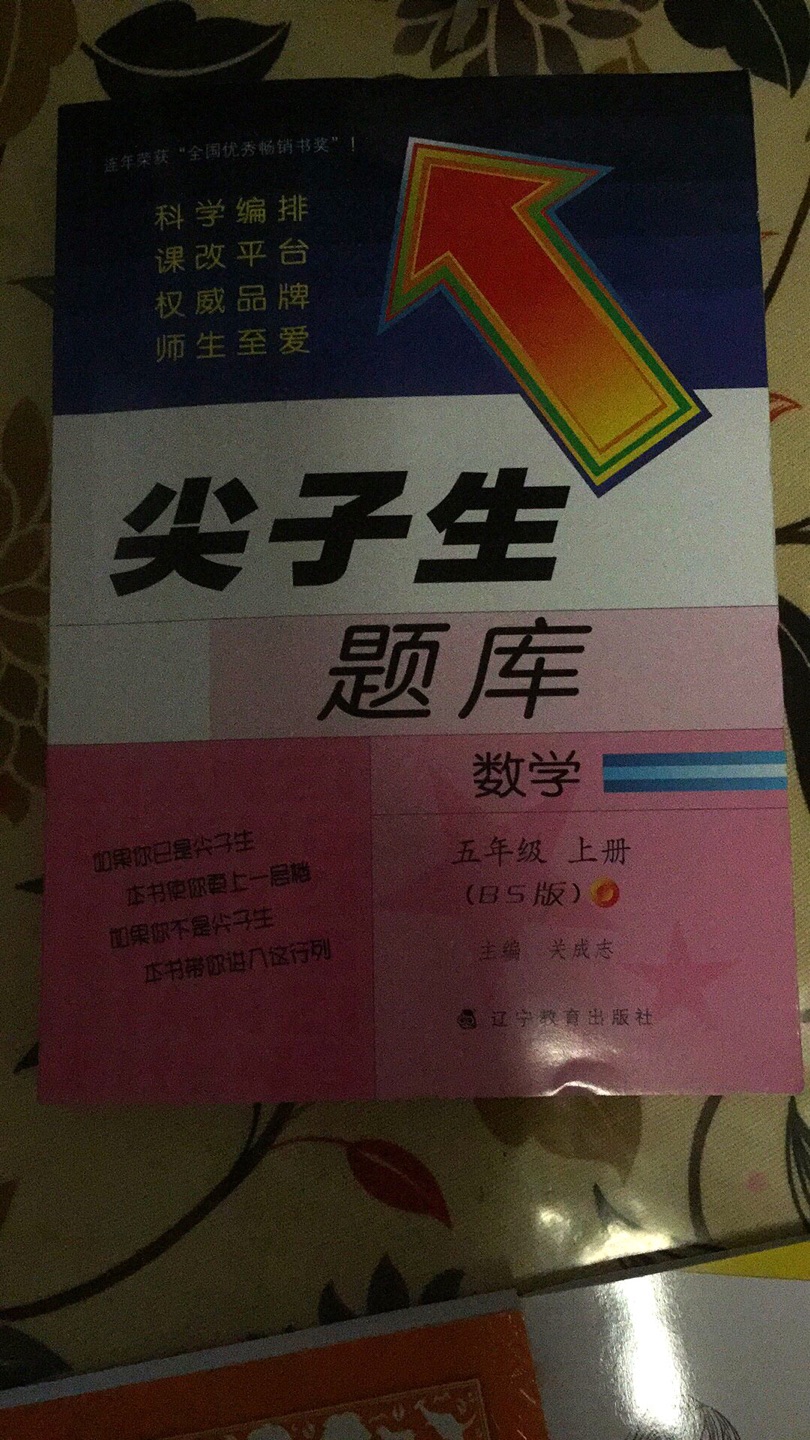 连年荣获“全国优秀畅销书奖”！
科学编排
课改平台
权威品牌
师生至爱
尖子生
题库
数学
五年级 上册
（BS版）
主编 关成志
辽宁教育出版社
如果你已是尖子生
本书使你更上一层楼
如果你不是尖子生
本书带你进入这行列